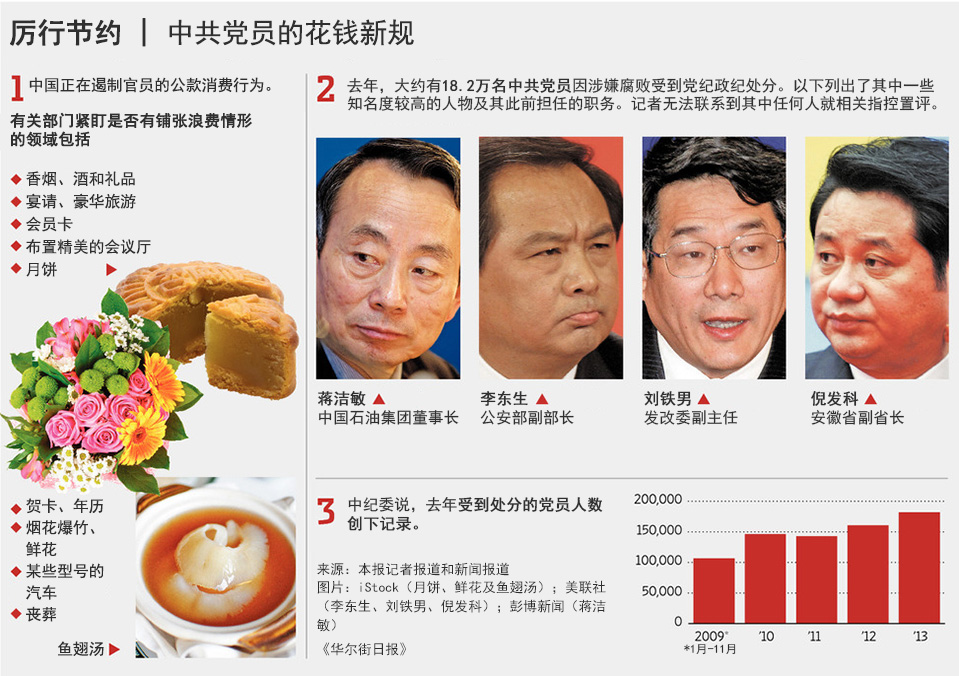 厉行节约 | 中共党员的花钱新规
1 中国正在遏制官员的公款消费行为。
有关部门紧盯是否有铺张浪费情形
的领域包括
◆ 香烟、酒和礼品
◆ 宴请、豪华旅游
◆ 会员卡
◆ 布置精美的会议厅
◆ 月饼 ▶
◆ 贺卡、年历
◆ 烟花爆竹、
鲜花
◆ 某些型号的
汽车
◆ 丧葬
鱼翅汤 ▶
2 去年，大约有18.2万名中共党员因涉嫌腐败受到党纪政纪处分。以下列出了其中一些
知名度较高的人物及其此前担任的职务。记者无法联系到其中任何人就相关指控置评。
蒋洁敏 ▲
中国石油集团董事长
李东生 ▲
公安部副部长
刘铁男 ▲
发改委副主任
倪发科 ▲
安徽省副省长
3 中纪委说，去年受到处分的党员人数
创下记录。
来源：本报记者报道和新闻报道
图片：iStock（月饼、鲜花及鱼翅汤）；美联社
（李东生、刘铁男、倪发科）；彭博新闻（蒋洁
敏）
《华尔街日报》
200,000
150,000
100,000
50,000
0
2009* '10 '11 '12 '13
*1月-11月